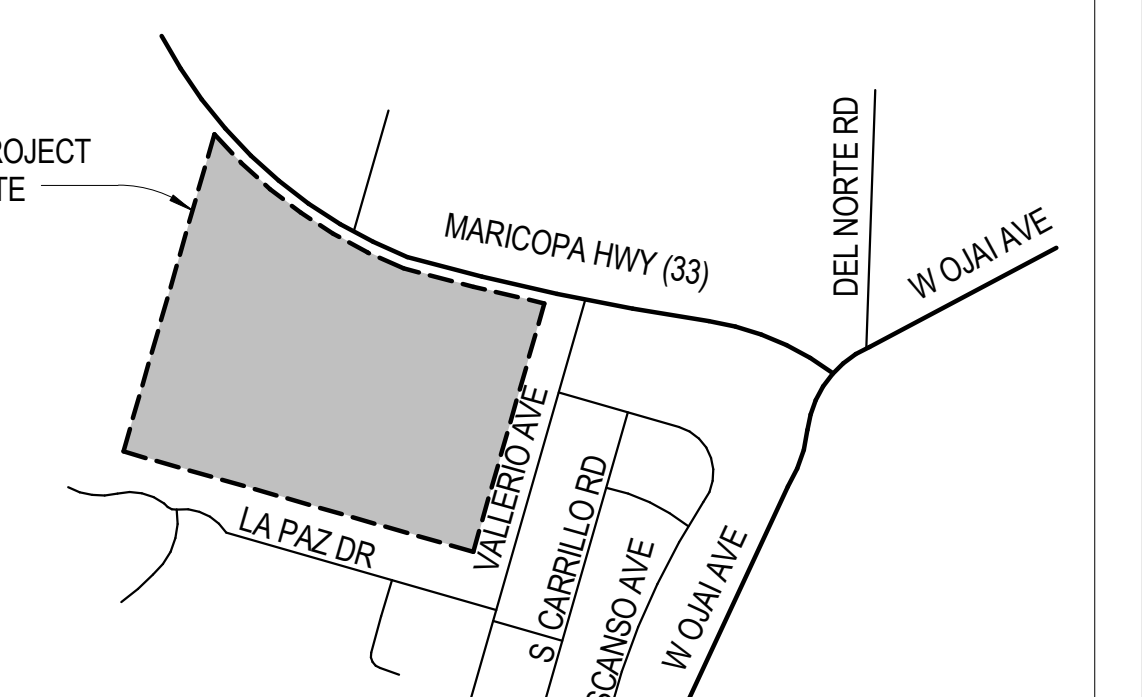 ROJECT
TE
MARICOPA HWY (33)
DEL NORTE RD
W OJAI AVE
VALLERIO AVE
LA PAZ DR
S CARRILLO RD
SCANSO AVE
W OJAI AVE